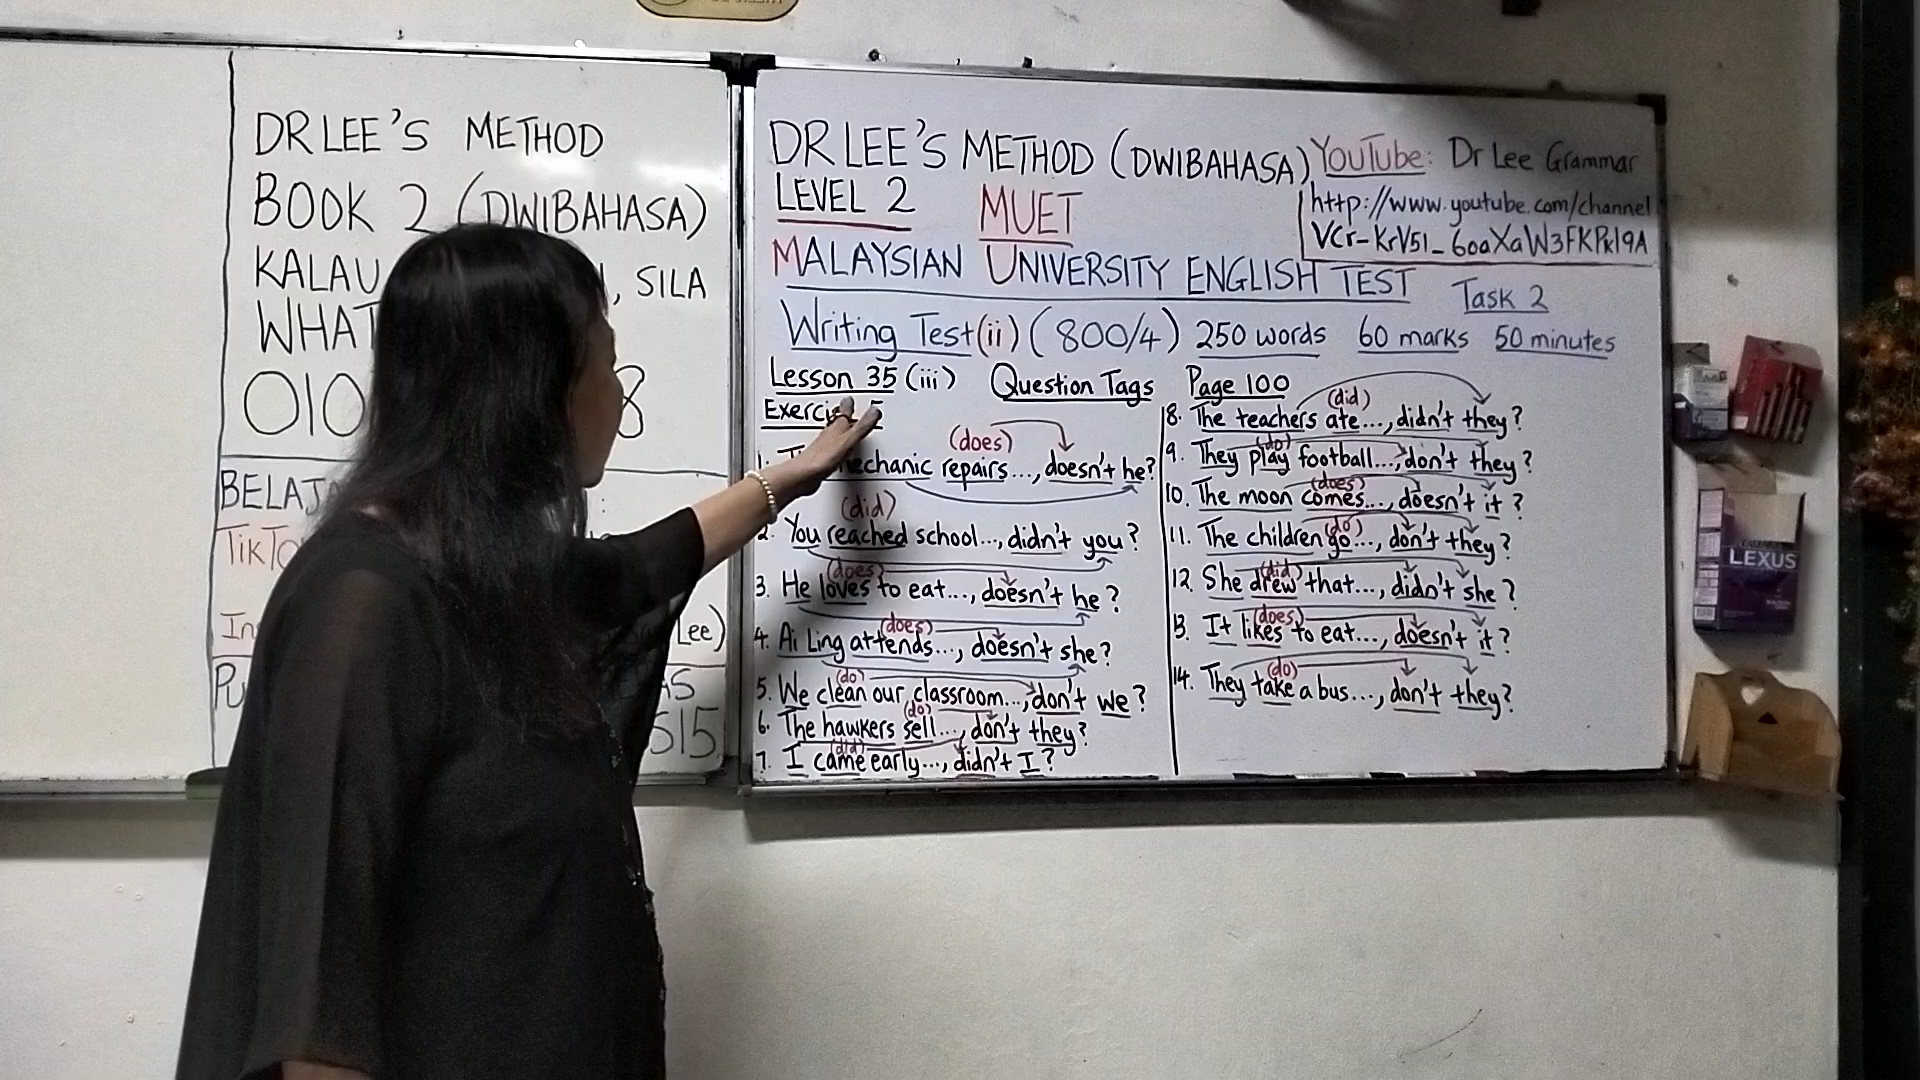 DR LEE'S METHOD
BOOK 2 (DWIBAHASA)
KALAU , SILA
010 8
TikTo
Lee)
515
DR LEE'S METHOD (DWIBAHASA)
YouTube: Dr Lee Grammar
LEVEL 2 MUET
http://www.youtube.com/channel
VCr-KrV51_6oaXaW3FKPkl9A
MALAYSIAN UNIVERSITY ENGLISH TEST
Task 2
Writing Test(ii) (800/4) 250 words 60 marks 50 minutes
Lesson 35 (iii) Question Tags Page 100
5
(does)
1. mechanic repairs..., doesn't he?
(did)
2. You reached school..., didn't you?
(does)
3. He loves to eat..., doesn't he?
(does)
4. Ai Ling attends..., doesn't she?
(do)
5. We clean our classroom..., don't we?
(do)
6. The hawkers sell..., don't they?
(did)
7. I came early..., didn't I?
(did)
8. The teachers ate..., didn't they?
(do)
9. They play football..., don't they?
(does)
10. The moon comes..., doesn't it?
(do)
11. The children go..., don't they?
(did)
12. She drew that..., didn't she?
(does)
13. It likes to eat..., doesn't it?
(do)
14. They take a bus..., don't they?
LEXUS